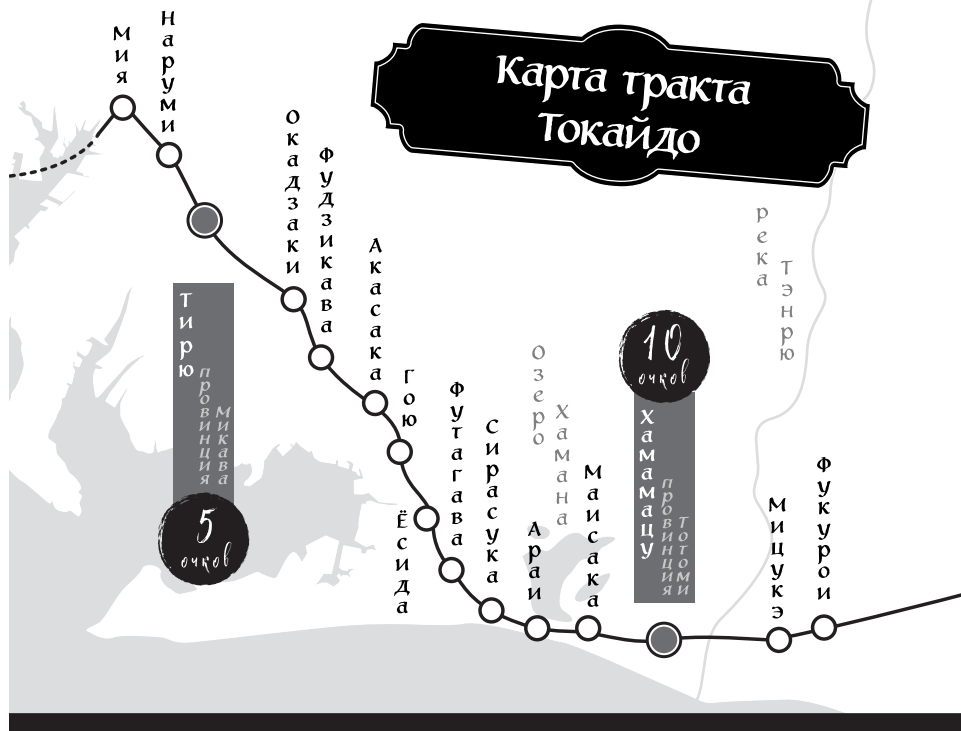 Карта тракта
Токайдо
Мия
Наруми
Тирю
провинция
Микава
5
очков
Окадзаки
Фудзикава
Акасака
Гою
Ёсида
Футагава
Сирасука
Араи
Озеро
Хамана
Маисака
10
очков
Хамамацу
провинция
Тотоми
река
Тэнрю
Мицукэ
Фукурои